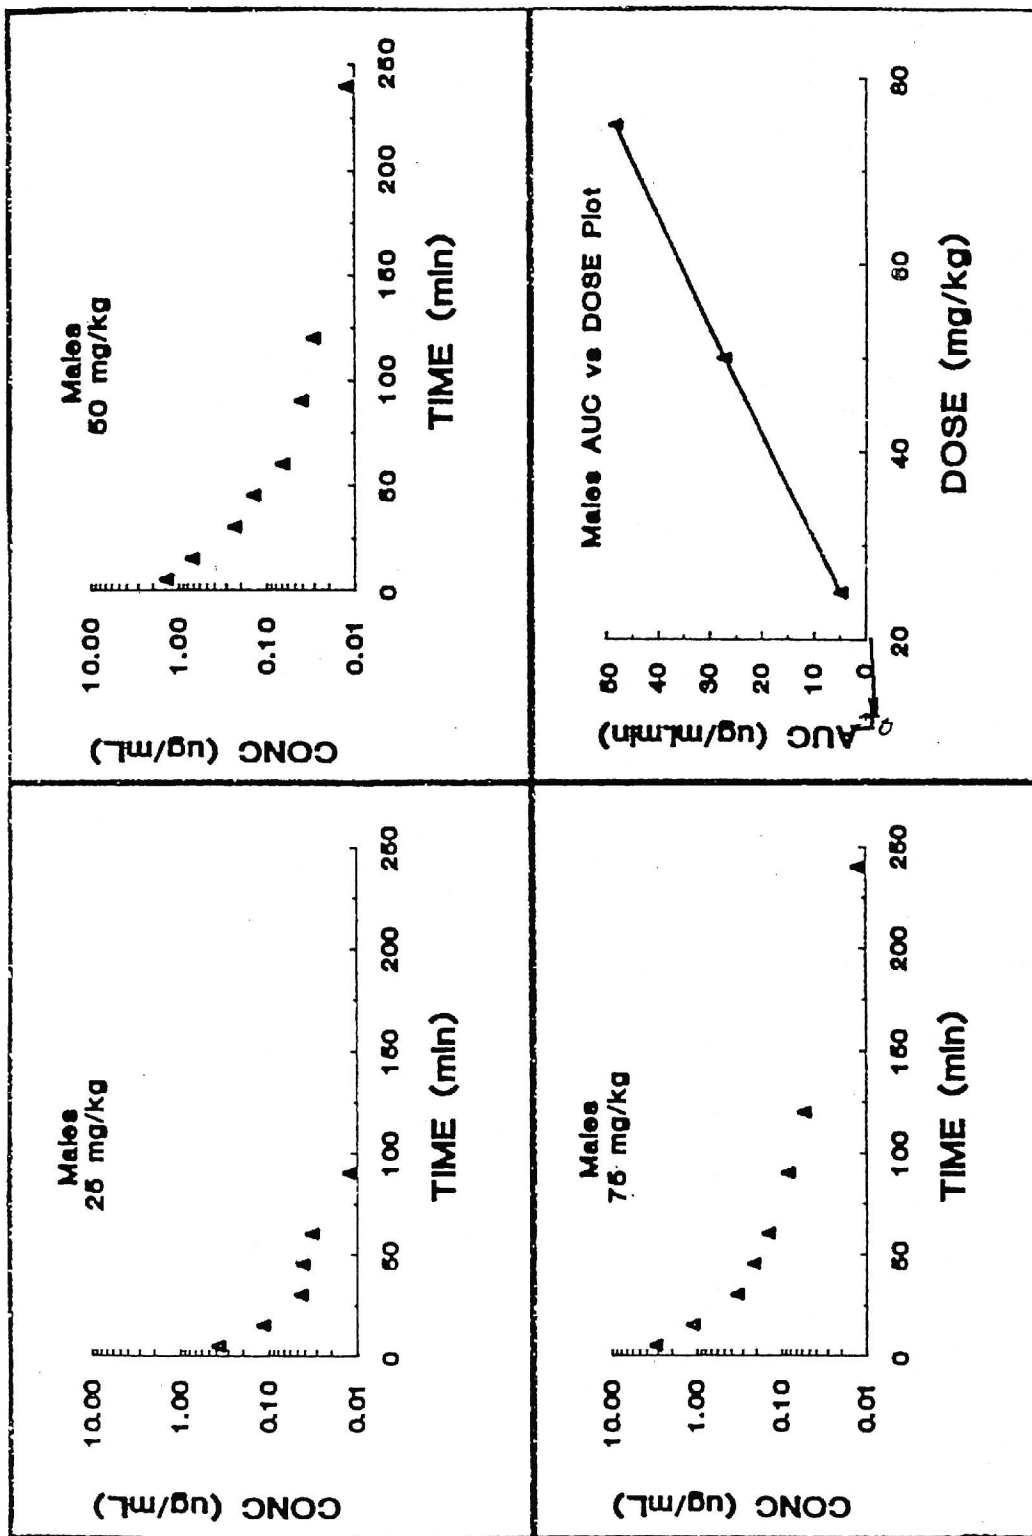 Males
25 mg/kg
CONC (ug/mL)
10.00
1.00
0.10
0.01
0 50 100 150 200 250
TIME (min)
Males
50 mg/kg
CONC (ug/mL)
10.00
1.00
0.10
0.01
0 50 100 150 200 250
TIME (min)
Males
75 mg/kg
CONC (ug/mL)
10.00
1.00
0.10
0.01
0 50 100 150 200 250
TIME (min)
Males AUC vs DOSE Plot
AUC (ug/ml.min)
50
40
30
20
10
0
20 40 60 80
DOSE (mg/kg)